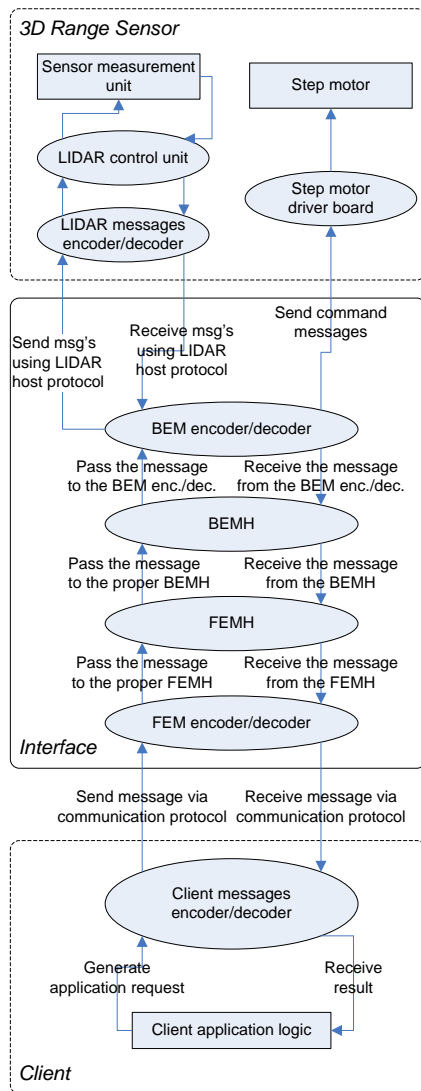 3D Range Sensor
Sensor measurement
unit
Step motor
LIDAR control unit
Step motor
driver board
LIDAR messages
encoder/decoder
Send msg's
using LIDAR
host protocol
Receive msg's
using LIDAR
host protocol
Send command
messages
BEM encoder/decoder
Pass the message
to the BEM enc./dec.
Receive the message
from the BEM enc./dec.
BEMH
Pass the message
to the proper BEMH
Receive the message
from the BEMH
FEMH
Pass the message
to the proper FEMH
Receive the message
from the FEMH
FEM encoder/decoder
Interface
Send message via
communication protocol
Receive message via
communication protocol
Client messages
encoder/decoder
Generate
application request
Receive
result
Client application logic
Client